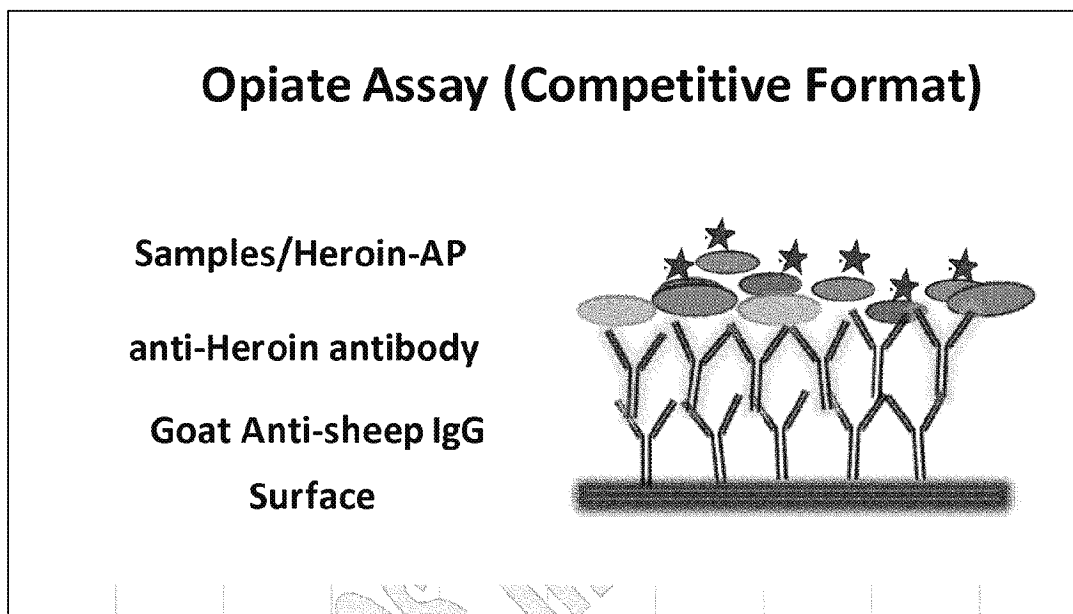 Opiate Assay (Competitive Format)
Samples/Heroin-AP
anti-Heroin antibody
Goat Anti-sheep IgG
Surface